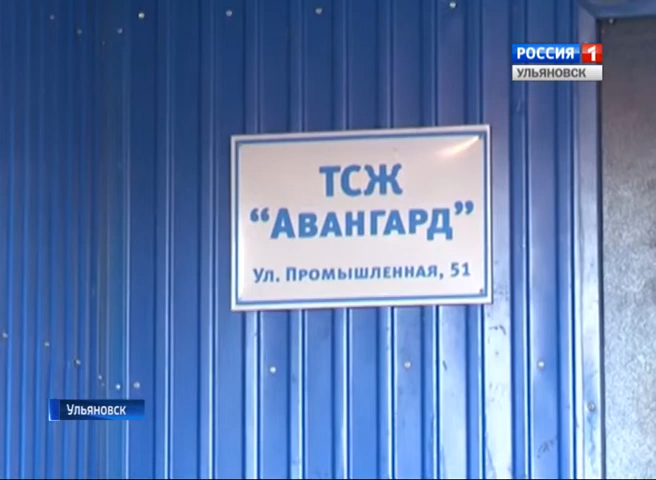 РОССИЯ 1
УЛЬЯНОВСК
ТСЖ
"АВАНГАРД"
УЛ. ПРОМЫШЛЕННАЯ, 51
Ульяновск